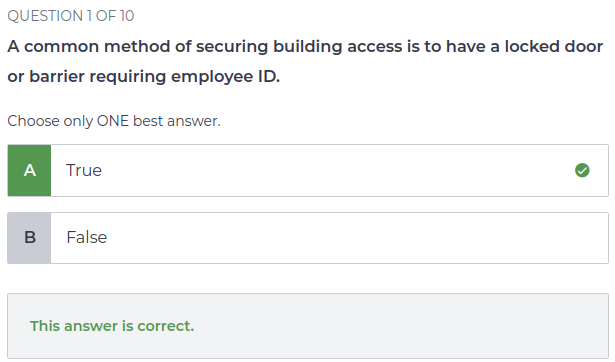 QUESTION 1 OF 10
A common method of securing building access is to have a locked door
or barrier requiring employee ID.
Choose only ONE best answer.
A True
B False
This answer is correct.